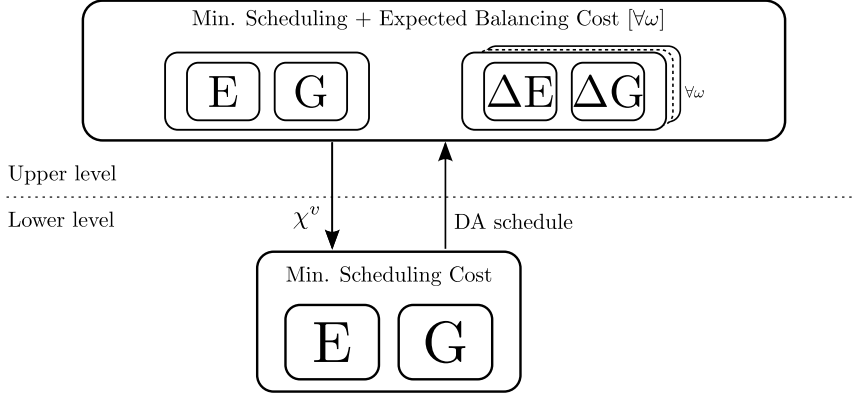 Min. Scheduling + Expected Balancing Cost [∀ω]
E G ΔE ΔG ∀ω
Upper level
Lower level
χ^v
DA schedule
Min. Scheduling Cost
E G